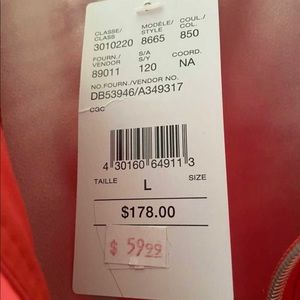 CLASSE/ CLASS MODÈLE/ STYLE COUL./ COL.
3010220 8665 850
FOURN./ VENDOR S/A S/Y COORD.
89011 120 NA
NO.FOURN./VENDOR NO.
DB53946/A349317
CGC
4 30160 64911 3
TAILLE L SIZE
$178.00
$ 59.99